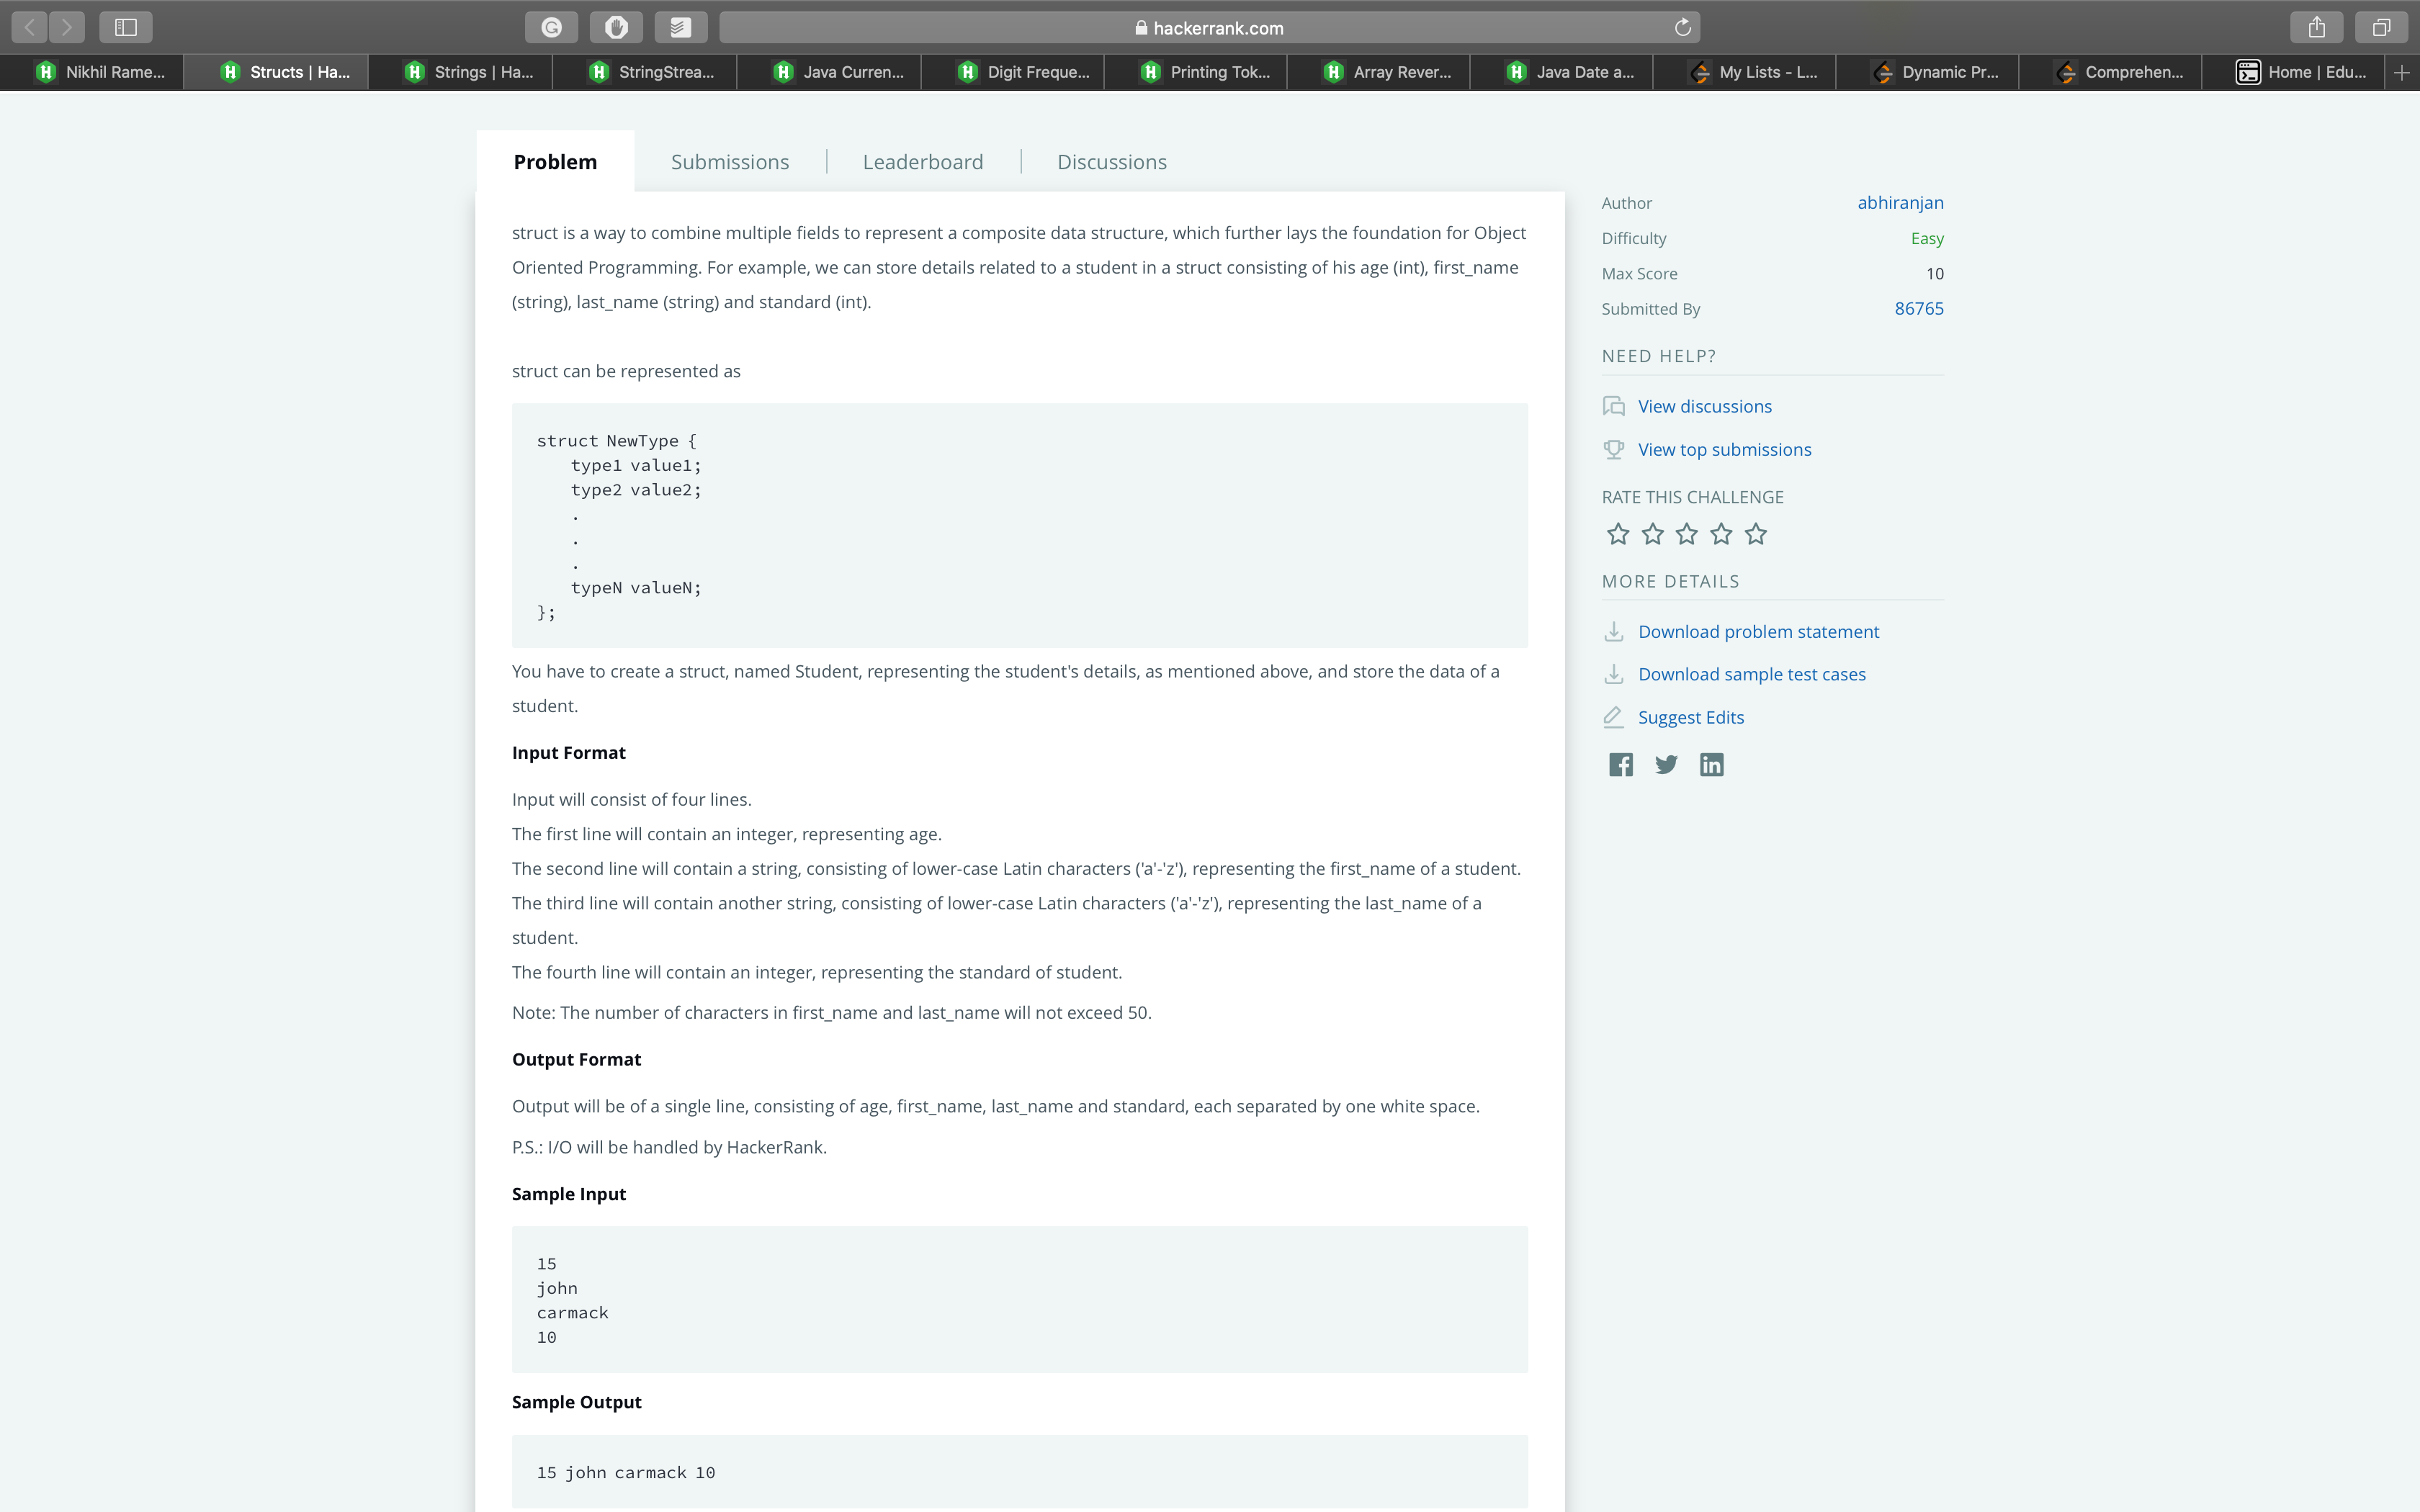 hackerrank.com
Nikhil Rame...
Structs | Ha...
Strings | Ha...
StringStrea...
Java Curren...
Digit Freque...
Printing Tok...
Array Rever...
Java Date a...
My Lists - L...
Dynamic Pr...
Comprehen...
Home | Edu...
Problem
Submissions
Leaderboard
Discussions
struct is a way to combine multiple fields to represent a composite data structure, which further lays the foundation for Object
Oriented Programming. For example, we can store details related to a student in a struct consisting of his age (int), first_name
(string), last_name (string) and standard (int).
struct can be represented as
struct NewType {
type1 value1;
type2 value2;
.
.
.
typeN valueN;
};
You have to create a struct, named Student, representing the student's details, as mentioned above, and store the data of a
student.
Input Format
Input will consist of four lines.
The first line will contain an integer, representing age.
The second line will contain a string, consisting of lower-case Latin characters ('a'-'z'), representing the first_name of a student.
The third line will contain another string, consisting of lower-case Latin characters ('a'-'z'), representing the last_name of a
student.
The fourth line will contain an integer, representing the standard of student.
Note: The number of characters in first_name and last_name will not exceed 50.
Output Format
Output will be of a single line, consisting of age, first_name, last_name and standard, each separated by one white space.
P.S.: I/O will be handled by HackerRank.
Sample Input
15
john
carmack
10
Sample Output
15 john carmack 10
Author abhiranjan
Difficulty Easy
Max Score 10
Submitted By 86765
NEED HELP?
View discussions
View top submissions
RATE THIS CHALLENGE
MORE DETAILS
Download problem statement
Download sample test cases
Suggest Edits